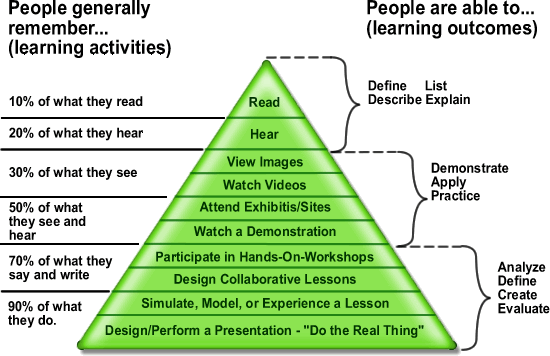 People generally
remember...
(learning activities)
People are able to...
(learning outcomes)
10% of what they read
20% of what they hear
30% of what they see
50% of what
they see and
hear
70% of what they
say and write
90% of what
they do.
Read
Hear
View Images
Watch Videos
Attend Exhibitis/Sites
Watch a Demonstration
Participate in Hands-On-Workshops
Design Collaborative Lessons
Simulate, Model, or Experience a Lesson
Design/Perform a Presentation - "Do the Real Thing"
Define List
Describe Explain
Demonstrate
Apply
Practice
Analyze
Define
Create
Evaluate